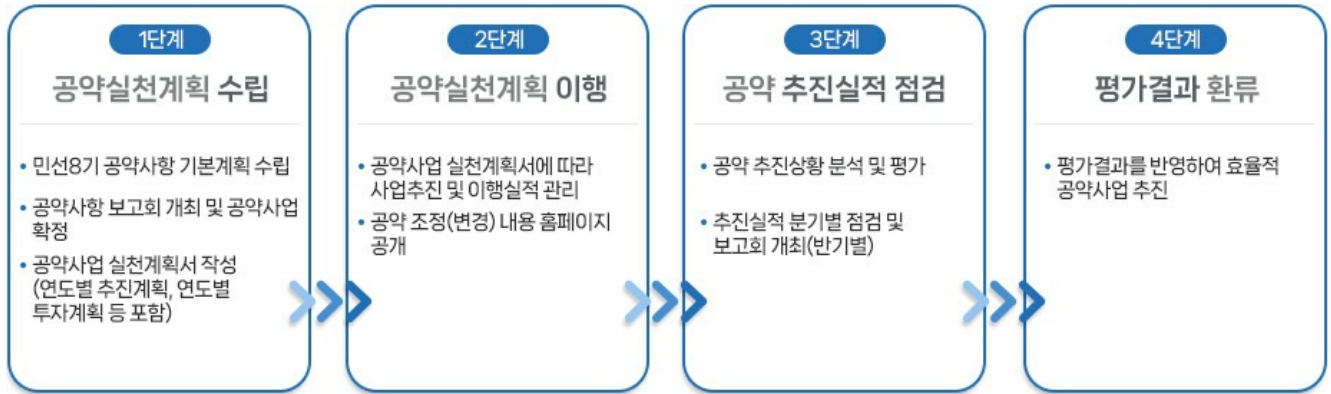 1단계
공약실천계획 수립
• 민선8기 공약사항 기본계획 수립
• 공약사항 보고회 개최 및 공약사업
확정
• 공약사업 실천계획서 작성
(연도별 추진계획, 연도별
투자계획 등 포함)
2단계
공약실천계획 이행
• 공약사업 실천계획서에 따라
사업추진 및 이행실적 관리
• 공약 조정(변경) 내용 홈페이지
공개
3단계
공약 추진실적 점검
• 공약 추진상황 분석 및 평가
• 추진실적 분기별 점검 및
보고회 개최(반기별)
4단계
평가결과 환류
• 평가결과를 반영하여 효율적
공약사업 추진